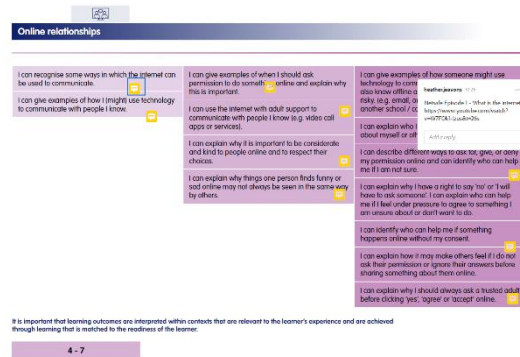 Online relationships
I can recognise some ways in which the internet can
be used to communicate.
I can give examples of how I (might) use technology
to communicate with people I know.
I can give examples of when I should ask
permission to do something online and explain why
this is important.
I can use the internet with adult support to
communicate with people I know (e.g. video call
apps or services).
I can explain why it is important to be considerate
and kind to people online and to respect their
choices.
I can explain why things one person finds funny or
sad online may not always be seen in the same way
by others.
I can give examples of how someone might use
technology to com
also know offline a
risky. (e.g. email, o
another school / c
I can explain who I
about myself or ot
I can describe different ways to ask for, give, or deny
my permission online and can identify who can help
me if I am not sure.
I can explain why I have a right to say 'no' or 'I will
have to ask someone'. I can explain who can help
me if I feel under pressure to agree to something I
am unsure about or don't want to do.
I can identify who can help me if something
happens online without my consent.
I can explain how it may make others feel if I do not
ask their permission or ignore their answers before
sharing something about them online.
I can explain why I should always ask a trusted adult
before clicking 'yes', 'agree' or 'accept' online.
Episode 1 - What is the internet
Add a reply
It is important that learning outcomes are interpreted within contexts that are relevant to the learner's experience and are achieved
through learning that is matched to the readiness of the learner.
4 - 7